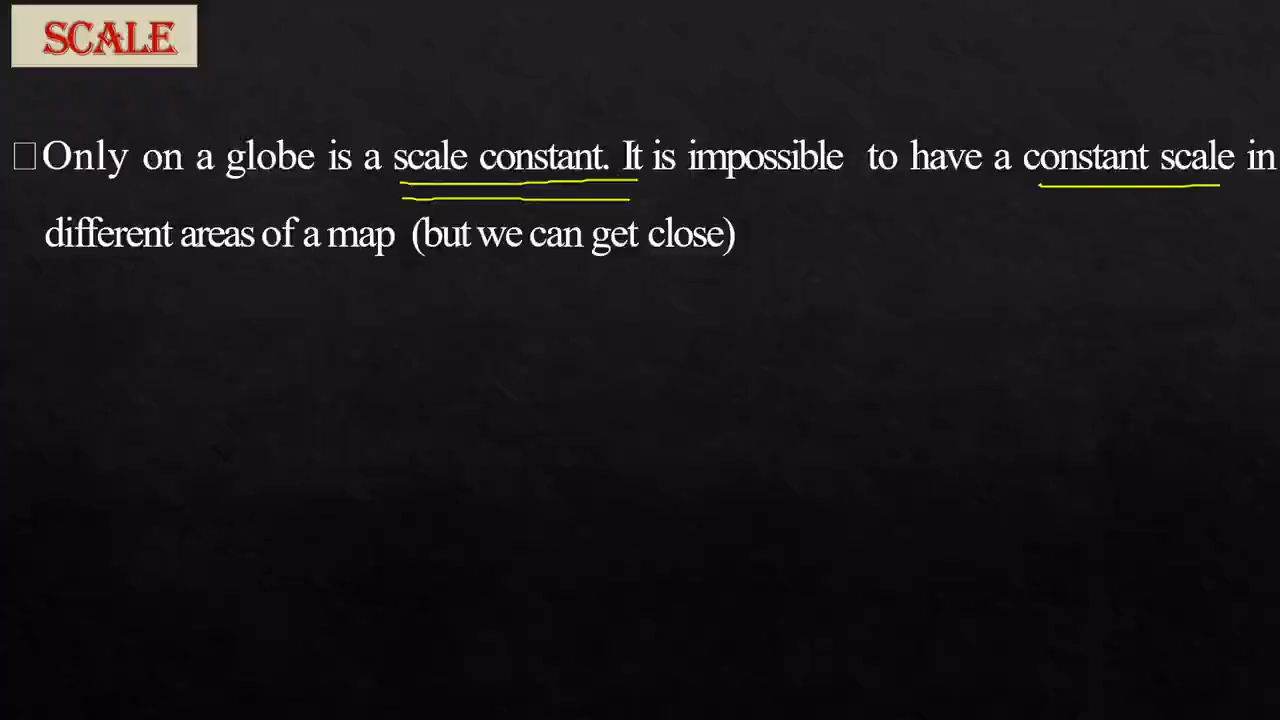 SCALE
Only on a globe is a scale constant. It is impossible to have a constant scale in
different areas of a map (but we can get close)